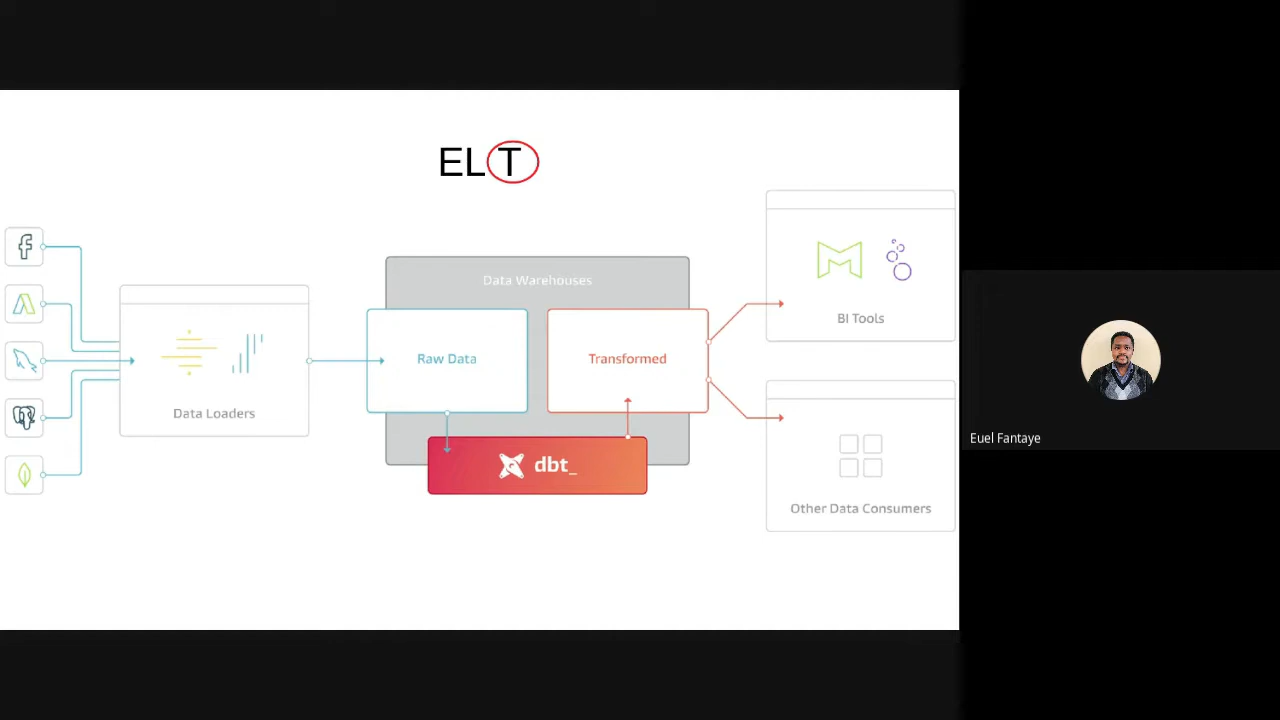 ELT
Data Warehouses
Raw Data
Transformed
Data Loaders
dbt_
BI Tools
Other Data Consumers
Euel Fantaye